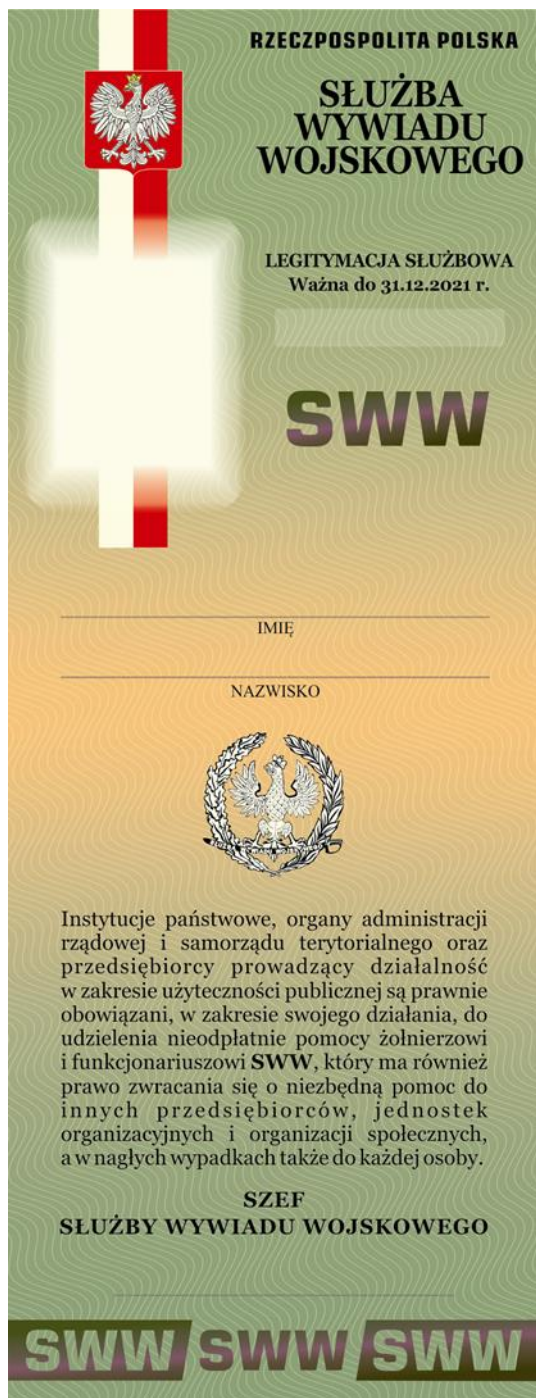 RZECZPOSPOLITA POLSKA
SŁUŻBA
WYWIADU
WOJSKOWEGO
LEGITYMACJA SŁUŻBOWA
Ważna do 31.12.2021 r.
SWW
IMIĘ
NAZWISKO
Instytucje państwowe, organy administracji
rządowej i samorządu terytorialnego oraz
przedsiębiorcy prowadzący działalność
w zakresie użyteczności publicznej są prawnie
obowiązani, w zakresie swojego działania, do
udzielenia nieodpłatnie pomocy żołnierzowi
i funkcjonariuszowi SWW, który ma również
prawo zwracania się o niezbędną pomoc do
innych przedsiębiorców, jednostek
organizacyjnych i organizacji społecznych,
a w nagłych wypadkach także do każdej osoby.
SZEF
SŁUŻBY WYWIADU WOJSKOWEGO
SWW SWW SWW